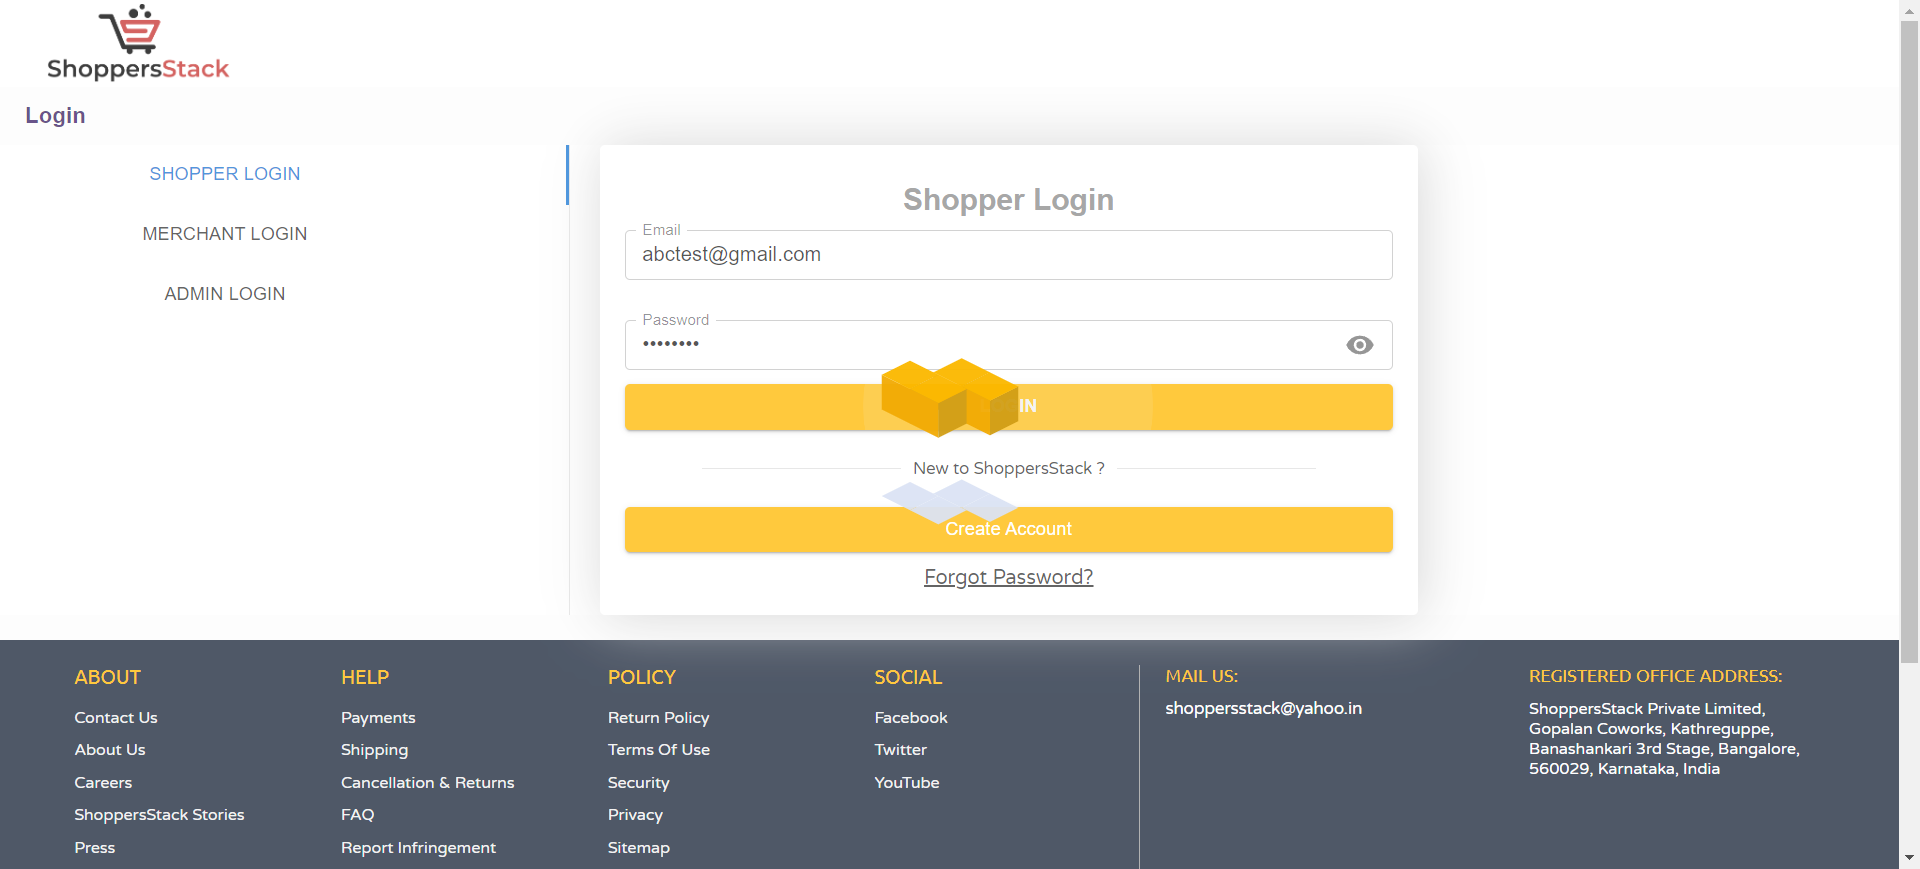 ShoppersStack
Login
SHOPPER LOGIN
MERCHANT LOGIN
ADMIN LOGIN
Shopper Login
Email
abctest@gmail.com
Password
••••••••
New to ShoppersStack ?
Create Account
Forgot Password?
ABOUT
Contact Us
About Us
Careers
ShoppersStack Stories
Press
HELP
Payments
Shipping
Cancellation & Returns
FAQ
Report Infringement
POLICY
Return Policy
Terms Of Use
Security
Privacy
Sitemap
SOCIAL
Facebook
Twitter
YouTube
MAIL US:
shoppersstack@yahoo.in
REGISTERED OFFICE ADDRESS:
ShoppersStack Private Limited,
Gopalan Coworks, Kathreguppe,
Banashankari 3rd Stage, Bangalore,
560029, Karnataka, India